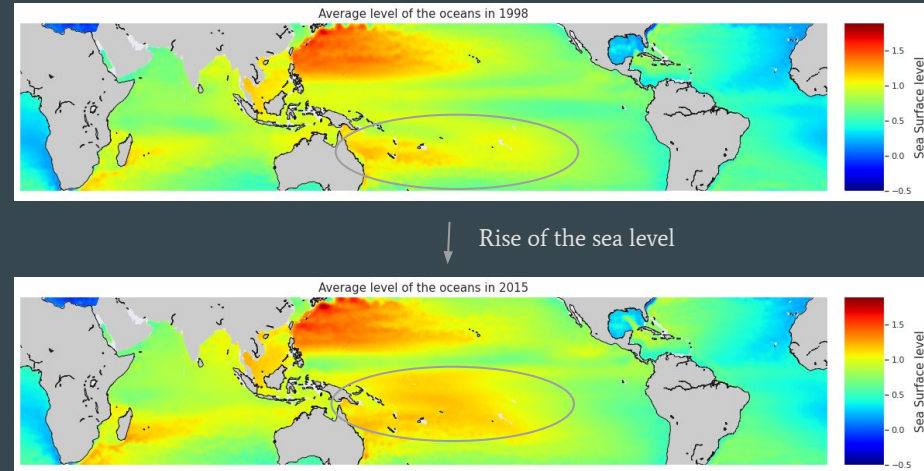 Average level of the oceans in 1998
1.5
1.0
0.5
0.0
−0.5
Sea Surface level
Rise of the sea level
Average level of the oceans in 2015
1.5
1.0
0.5
0.0
−0.5
Sea Surface level